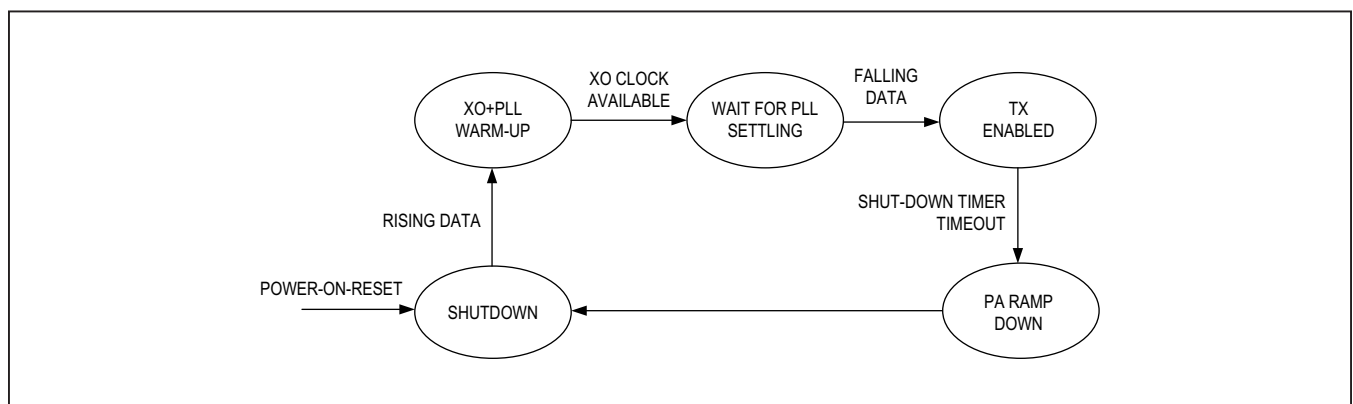 XO+PLL
WARM-UP
XO CLOCK
AVAILABLE
WAIT FOR PLL
SETTLING
FALLING
DATA
TX
ENABLED
RISING DATA
SHUT-DOWN TIMER
TIMEOUT
POWER-ON-RESET
SHUTDOWN
PA RAMP
DOWN